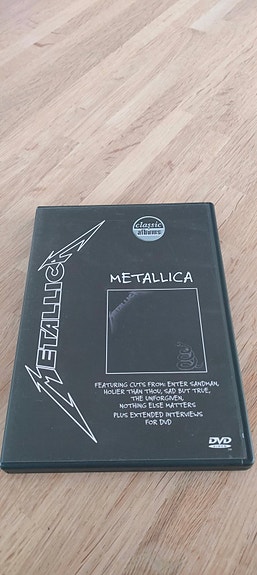 classic
albums
METALLICA
METALLICA
METALLICA
FEATURING CUTS FROM: ENTER SANDMAN,
HOLIER THAN THOU, SAD BUT TRUE,
THE UNFORGIVEN,
NOTHING ELSE MATTERS
PLUS EXTENDED INTERVIEWS
FOR DVD
DVD